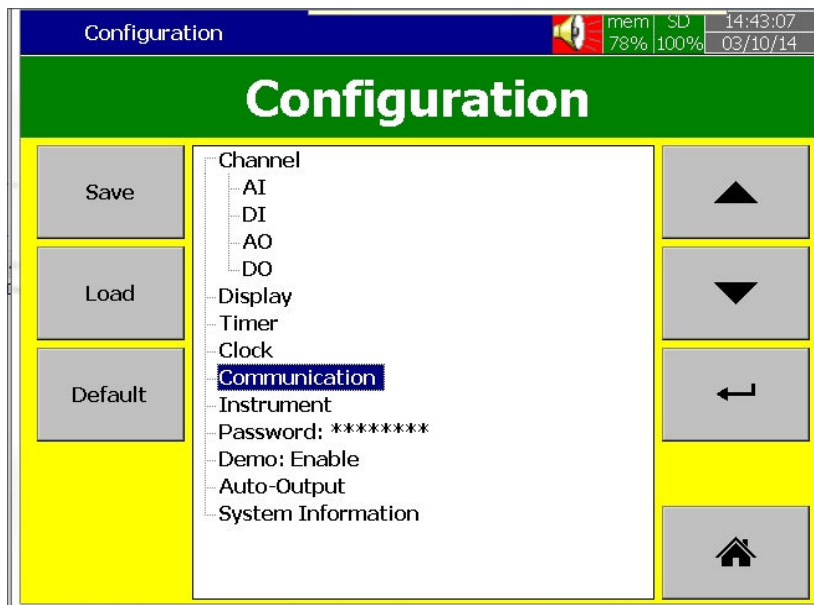 Configuration
mem SD 14:43:07
78% 100% 03/10/14
Configuration
Save
Load
Default
Channel
AI
DI
AO
DO
Display
Timer
Clock
Communication
Instrument
Password: ********
Demo: Enable
Auto-Output
System Information